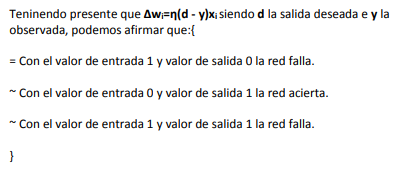 Teninendo presente que Δwᵢ=η(d - y)xᵢ siendo d la salida deseada e y la
observada, podemos afirmar que:{
= Con el valor de entrada 1 y valor de salida 0 la red falla.
~ Con el valor de entrada 0 y valor de salida 1 la red acierta.
~ Con el valor de entrada 1 y valor de salida 1 la red falla.
}